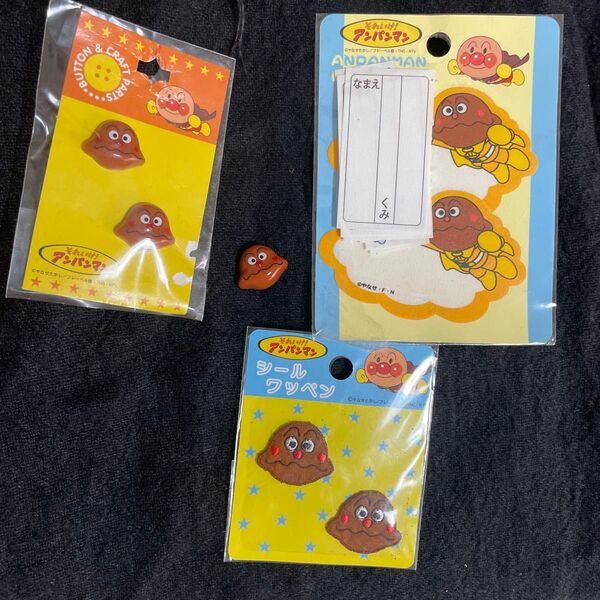 BUTTON & CRAFT PARTS
それいけ!
アンパンマン
それいけ!
アンパンマン
ANPANMAN
なまえ
くみ
©やなせ・F・N
それいけ!
アンパンマン
シール
ワッペン